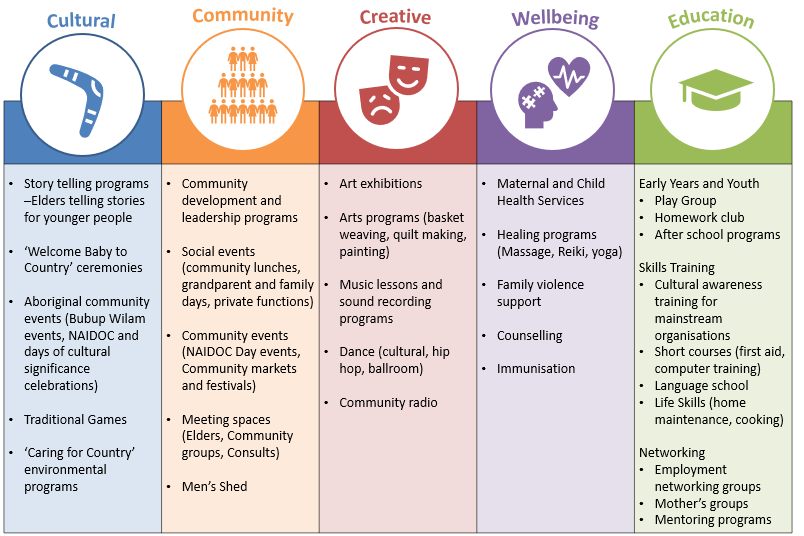 Cultural
Community
Creative
Wellbeing
Education
• Story telling programs
–Elders telling stories
for younger people
• ‘Welcome Baby to
Country’ ceremonies
• Aboriginal community
events (Bubup Wilam
events, NAIDOC and
days of cultural
significance
celebrations)
• Traditional Games
• ‘Caring for Country’
environmental
programs
• Community
development and
leadership programs
• Social events
(community lunches,
grandparent and family
days, private functions)
• Community events
(NAIDOC Day events,
Community markets
and festivals)
• Meeting spaces
(Elders, Community
groups, Consults)
• Men’s Shed
• Art exhibitions
• Arts programs (basket
weaving, quilt making,
painting)
• Music lessons and
sound recording
programs
• Dance (cultural, hip
hop, ballroom)
• Community radio
• Maternal and Child
Health Services
• Healing programs
(Massage, Reiki, yoga)
• Family violence
support
• Counselling
• Immunisation
Early Years and Youth
• Play Group
• Homework club
• After school programs
Skills Training
• Cultural awareness
training for
mainstream
organisations
• Short courses (first aid,
computer training)
• Language school
• Life Skills (home
maintenance, cooking)
Networking
• Employment
networking groups
• Mother’s groups
• Mentoring programs